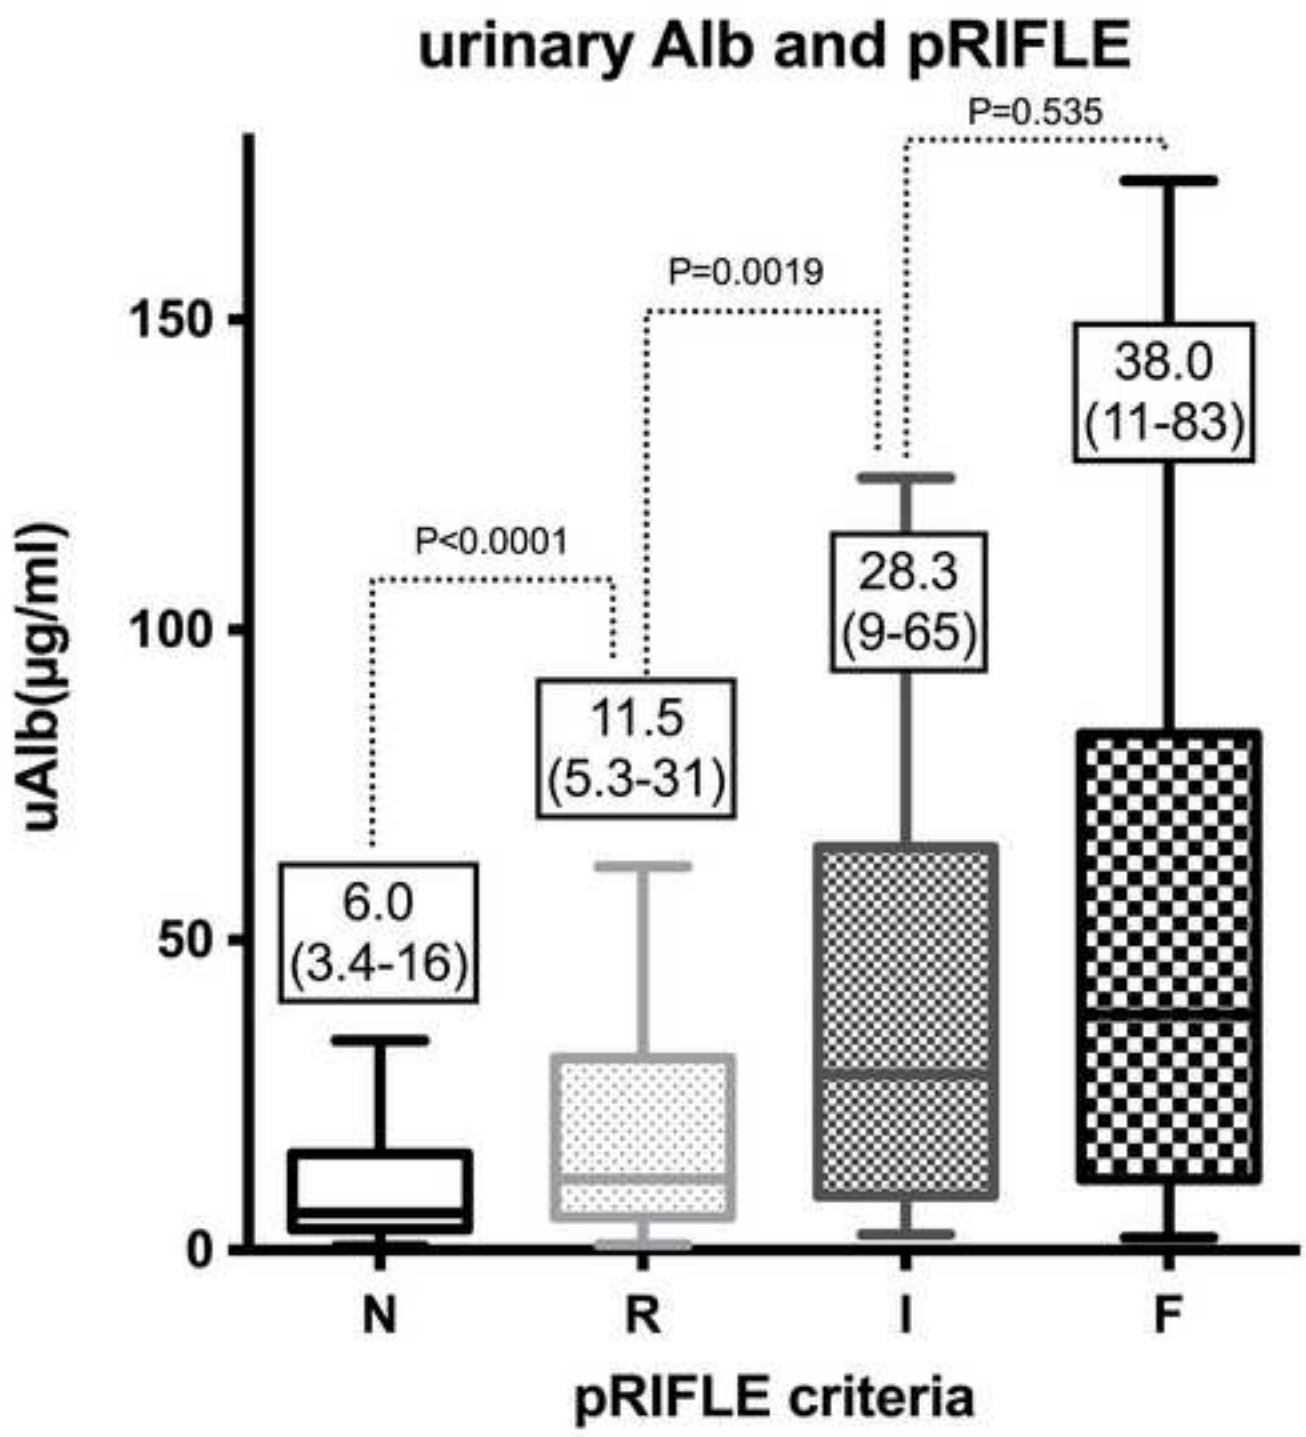 urinary Alb and pRIFLE
P=0.535
P=0.0019
150
38.0
(11-83)
P<0.0001
28.3
(9-65)
100
11.5
(5.3-31)
uAlb(µg/ml)
6.0
(3.4-16)
50
0
N
R
I
F
pRIFLE criteria